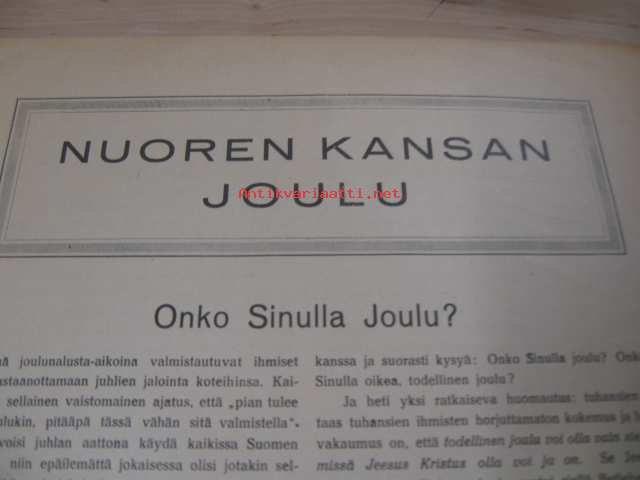 NUOREN KANSAN
JOULU
Antikvariaatti.net
Onko Sinulla Joulu?
joulunalusta-aikoina valmistautuvat ihmiset
juhlien jalointa koteihinsa. Kai-
sellainen vaistomainen ajatus, että „pian tulee
pitääpä tässä vähän sitä valmistella".
voisi juhlan aattona käydä kaikissa Suomen
niin epäilemättä jokaisessa olisi jotakin sel-
kanssa ja suorasti kysyä: Onko Sinulla joulu?
Sinulla oikea, todellinen joulu?
Ja heti yksi ratkaiseva huomautus: tuhansien
taas tuhansien ihmisten horjuttamaton kokemus ja
vakaumus on, että todellinen joulu voi olla vain
missä Jeesus Kristus olla voi ja on. Se